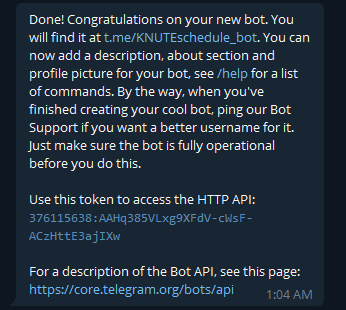 Done! Congratulations on your new bot. You
will find it at t.me/KNUTEschedule_bot. You can
now add a description, about section and
profile picture for your bot, see /help for a list
of commands. By the way, when you've
finished creating your cool bot, ping our Bot
Support if you want a better username for it.
Just make sure the bot is fully operational
before you do this.
Use this token to access the HTTP API:
376115638:AAHq385VLxg9XFdV-cWsF-
ACzHttE3ajIXw
For a description of the Bot API, see this page:
https://core.telegram.org/bots/api
1:04 AM